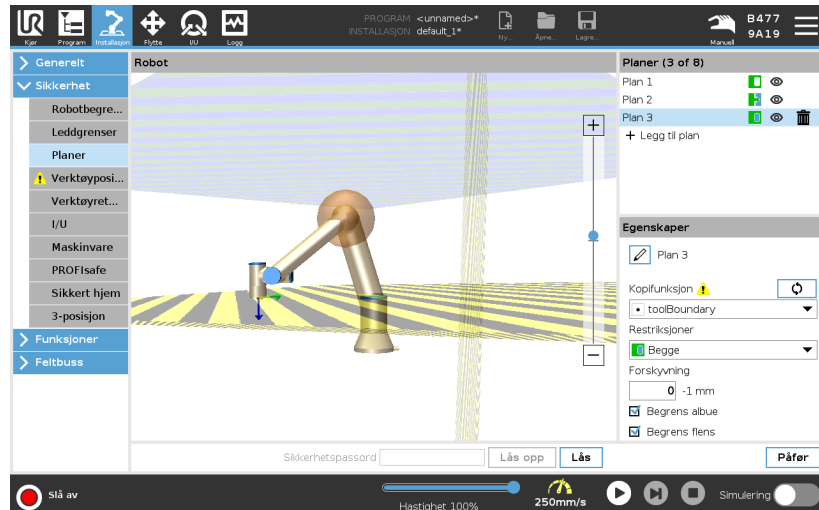 PROGRAM <unnamed>*
INSTALLASJON default_1*
Kjør Program Installasjon Flytte I/U Logg
Ny... Åpne... Lagre...
Manuell
B477
9A19
Generelt
Sikkerhet
Robotbegre...
Leddgrenser
Planer
Verktøyposi...
Verktøyret...
I/U
Maskinvare
PROFIsafe
Sikkert hjem
3-posisjon
Funksjoner
Feltbuss
Robot
+
−
Planer (3 of 8)
Plan 1
Plan 2
Plan 3
+ Legg til plan
Egenskaper
Plan 3
Kopifunksjon
toolBoundary
Restriksjoner
Begge
Forskyvning
0 -1 mm
Begrens albue
Begrens flens
Sikkerhetspassord Lås opp Lås Påfør
Slå av
Hastighet 100%
250mm/s
Simulering